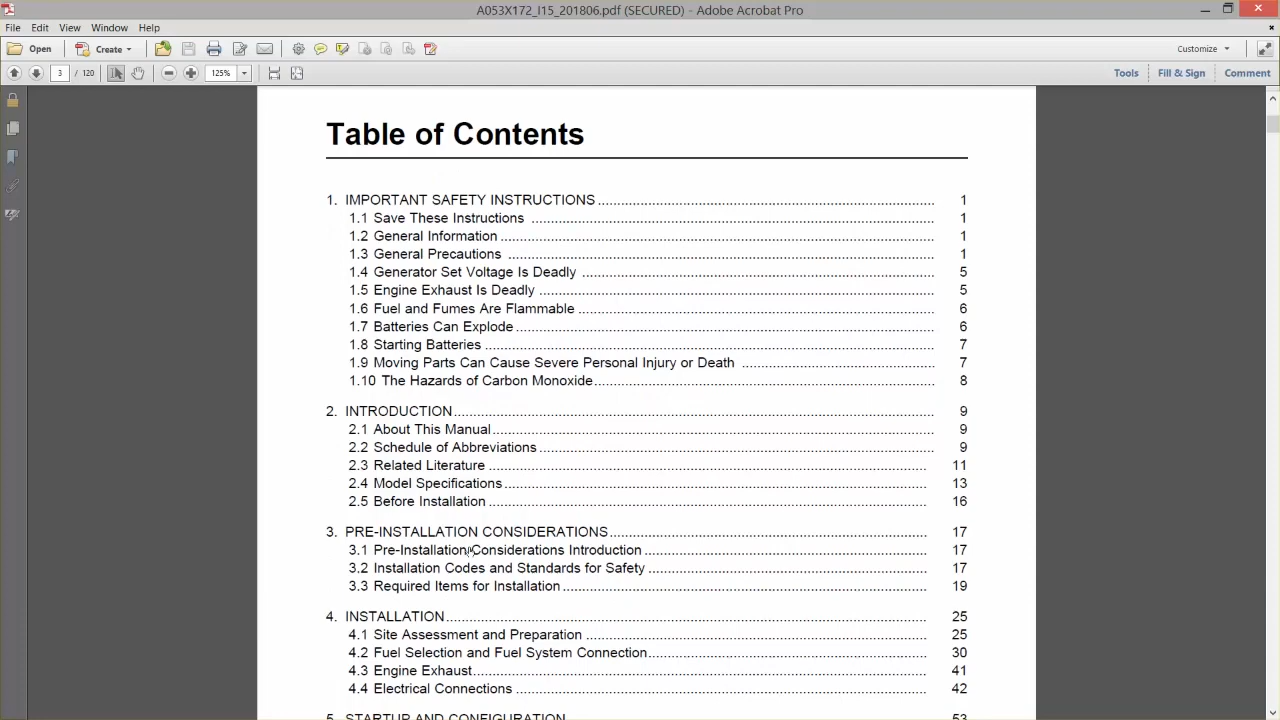 A053X172_I15_201806.pdf (SECURED) - Adobe Acrobat Pro
File Edit View Window Help
Open Create Customize
3 / 120 125% Tools Fill & Sign Comment
Table of Contents
1. IMPORTANT SAFETY INSTRUCTIONS 1
1.1 Save These Instructions 1
1.2 General Information 1
1.3 General Precautions 1
1.4 Generator Set Voltage Is Deadly 5
1.5 Engine Exhaust Is Deadly 5
1.6 Fuel and Fumes Are Flammable 6
1.7 Batteries Can Explode 6
1.8 Starting Batteries 7
1.9 Moving Parts Can Cause Severe Personal Injury or Death 7
1.10 The Hazards of Carbon Monoxide 8
2. INTRODUCTION 9
2.1 About This Manual 9
2.2 Schedule of Abbreviations 9
2.3 Related Literature 11
2.4 Model Specifications 13
2.5 Before Installation 16
3. PRE-INSTALLATION CONSIDERATIONS 17
3.1 Pre-Installation Considerations Introduction 17
3.2 Installation Codes and Standards for Safety 17
3.3 Required Items for Installation 19
4. INSTALLATION 25
4.1 Site Assessment and Preparation 25
4.2 Fuel Selection and Fuel System Connection 30
4.3 Engine Exhaust 41
4.4 Electrical Connections 42
5. STARTUP AND CONFIGURATION 53